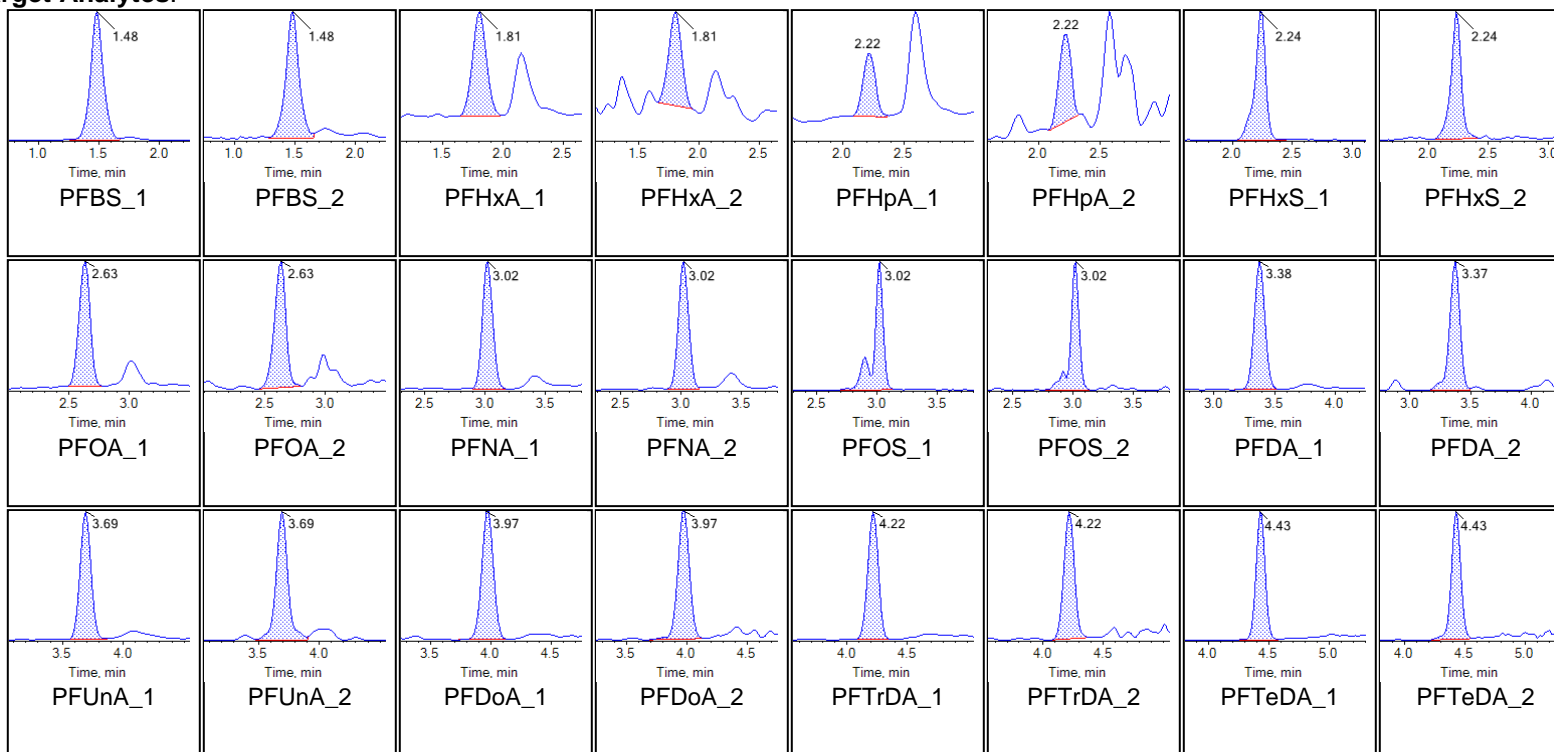 rget Analytes:
1.48 1.48 1.81 1.81 2.22 2.22 2.24 2.24
1.0 1.5 2.0 1.0 1.5 2.0 1.5 2.0 2.5 1.5 2.0 2.5 2.0 2.5 2.0 2.5 2.0 2.5 3.0 2.0 2.5 3.0
Time, min Time, min Time, min Time, min Time, min Time, min Time, min Time, min
PFBS_1 PFBS_2 PFHxA_1 PFHxA_2 PFHpA_1 PFHpA_2 PFHxS_1 PFHxS_2
2.63 2.63 3.02 3.02 3.02 3.02 3.38 3.37
2.5 3.0 2.5 3.0 2.5 3.0 3.5 2.5 3.0 3.5 2.5 3.0 3.5 2.5 3.0 3.5 3.0 3.5 4.0 3.0 3.5 4.0
Time, min Time, min Time, min Time, min Time, min Time, min Time, min Time, min
PFOA_1 PFOA_2 PFNA_1 PFNA_2 PFOS_1 PFOS_2 PFDA_1 PFDA_2
3.69 3.69 3.97 3.97 4.22 4.22 4.43 4.43
3.5 4.0 3.5 4.0 3.5 4.0 4.5 3.5 4.0 4.5 4.0 4.5 4.0 4.5 4.0 4.5 5.0 4.0 4.5 5.0
Time, min Time, min Time, min Time, min Time, min Time, min Time, min Time, min
PFUnA_1 PFUnA_2 PFDoA_1 PFDoA_2 PFTrDA_1 PFTrDA_2 PFTeDA_1 PFTeDA_2